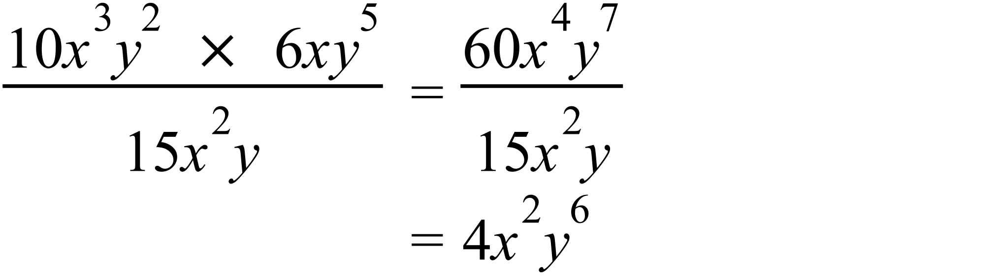 10x³y² × 6xy⁵ = 60x⁴y⁷
15x²y 15x²y
= 4x²y⁶